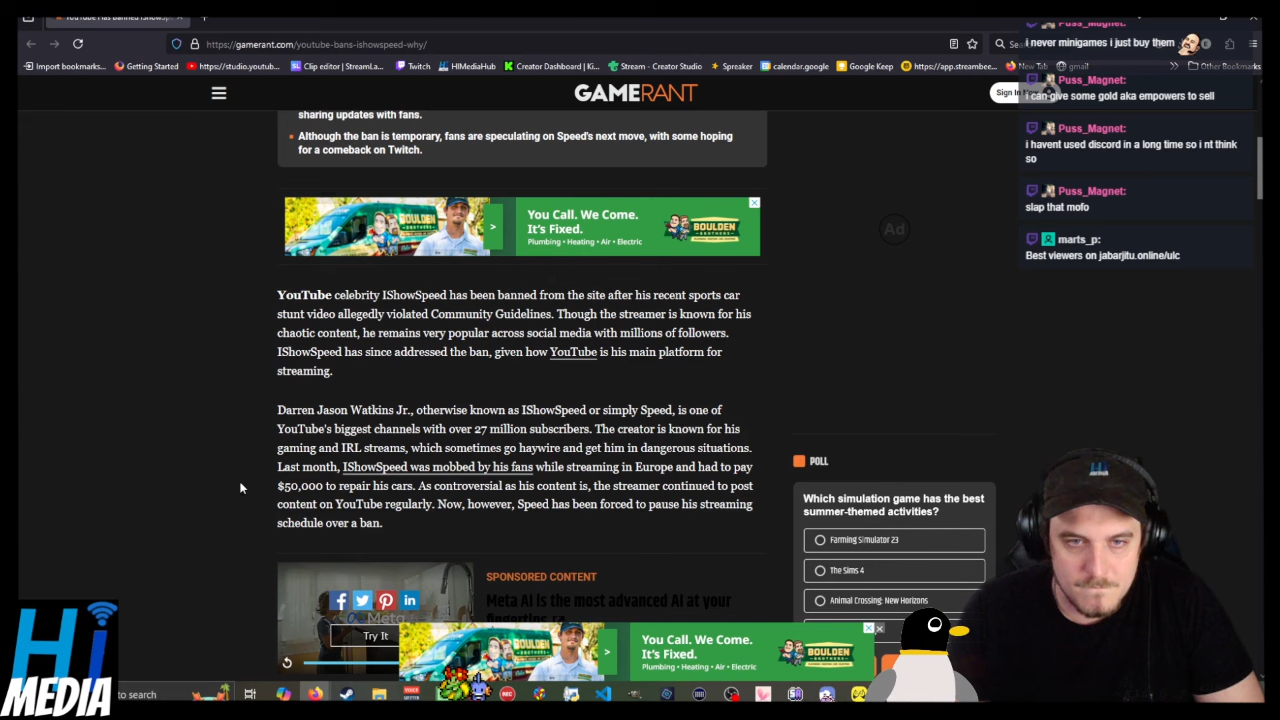 YouTube Has Banned IShowSpe
https://gamerant.com/youtube-bans-ishowspeed-why/
Import bookmarks...
Getting Started
https://studio.youtub...
Clip editor | StreamLa...
Twitch
HIMediaHub
Creator Dashboard | Ki...
Stream - Creator Studio
Spreaker
calendar.google
Google Keep
https://app.streambee...
New Tab
gmail
Other Bookmarks
GAMERANT
Sign In
sharing updates with fans.
Although the ban is temporary, fans are speculating on Speed's next move, with some hoping
for a comeback on Twitch.
You Call. We Come.
It's Fixed.
Plumbing • Heating • Air • Electric
BOULDEN
BROTHERS
Ad
YouTube celebrity IShowSpeed has been banned from the site after his recent sports car
stunt video allegedly violated Community Guidelines. Though the streamer is known for his
chaotic content, he remains very popular across social media with millions of followers.
IShowSpeed has since addressed the ban, given how YouTube is his main platform for
streaming.
Darren Jason Watkins Jr., otherwise known as IShowSpeed or simply Speed, is one of
YouTube's biggest channels with over 27 million subscribers. The creator is known for his
gaming and IRL streams, which sometimes go haywire and get him in dangerous situations.
Last month, IShowSpeed was mobbed by his fans while streaming in Europe and had to pay
$50,000 to repair his cars. As controversial as his content is, the streamer continued to post
content on YouTube regularly. Now, however, Speed has been forced to pause his streaming
schedule over a ban.
SPONSORED CONTENT
Meta AI is the most advanced AI at your
Meta
Try It
POLL
Which simulation game has the best
summer-themed activities?
Farming Simulator 23
The Sims 4
Animal Crossing: New Horizons
You Call. We Come.
It's Fixed.
Plumbing • Heating • Air • Electric
BOULDEN
BROTHERS
Puss_Magnet:
i never minigames i just buy them
Puss_Magnet:
i can give some gold aka empowers to sell
Puss_Magnet:
i havent used discord in a long time so i nt think
so
Puss_Magnet:
slap that mofo
marts_p:
Best viewers on jabarjitu.online/ulc
Hi
MEDIA
to search
REC